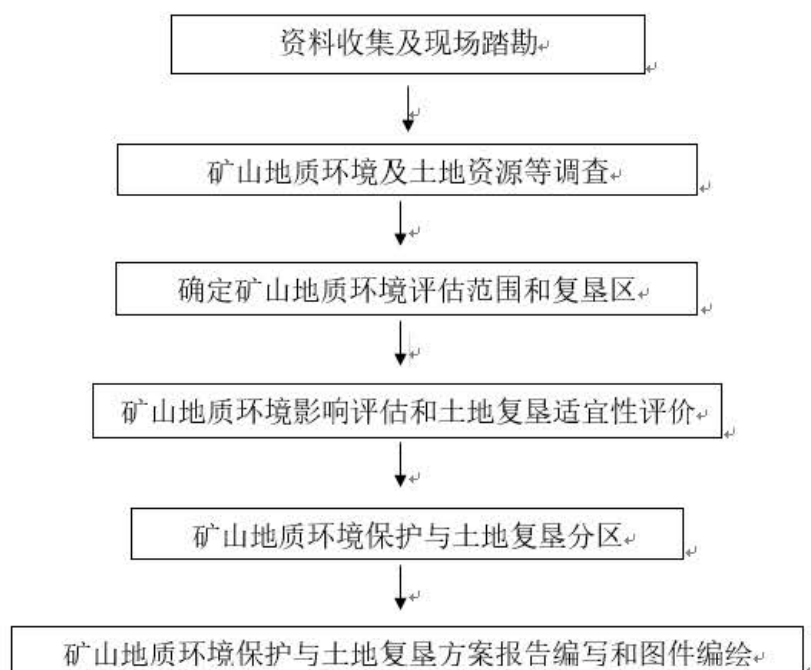 资料收集及现场踏勘
矿山地质环境及土地资源等调查
确定矿山地质环境评估范围和复垦区
矿山地质环境影响评估和土地复垦适宜性评价
矿山地质环境保护与土地复垦分区
矿山地质环境保护与土地复垦方案报告编写和图件编绘